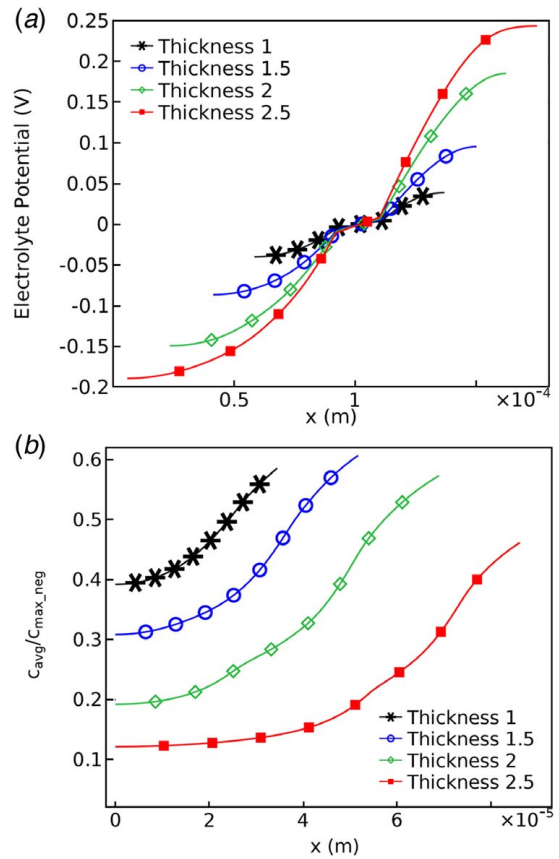 (a)
0.25
0.2
0.15
0.1
0.05
0
-0.05
-0.1
-0.15
-0.2
Electrolyte Potential (V)
Thickness 1
Thickness 1.5
Thickness 2
Thickness 2.5
0.5
1
×10⁻⁴
x (m)
(b)
0.6
0.5
0.4
0.3
0.2
0.1
c_avg/c_max_neg
Thickness 1
Thickness 1.5
Thickness 2
Thickness 2.5
0
2
4
6
×10⁻⁵
x (m)